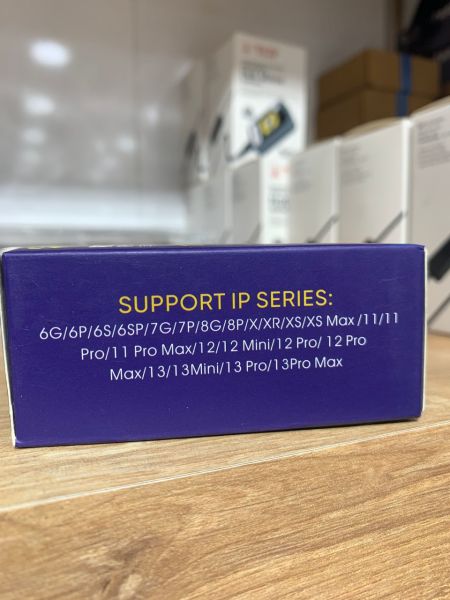 SUPPORT IP SERIES:
6G/6P/6S/6SP/7G/7P/8G/8P/X/XR/XS/XS Max /11/11
Pro/11 Pro Max/12/12 Mini/12 Pro/ 12 Pro
Max/13/13Mini/13 Pro/13Pro Max